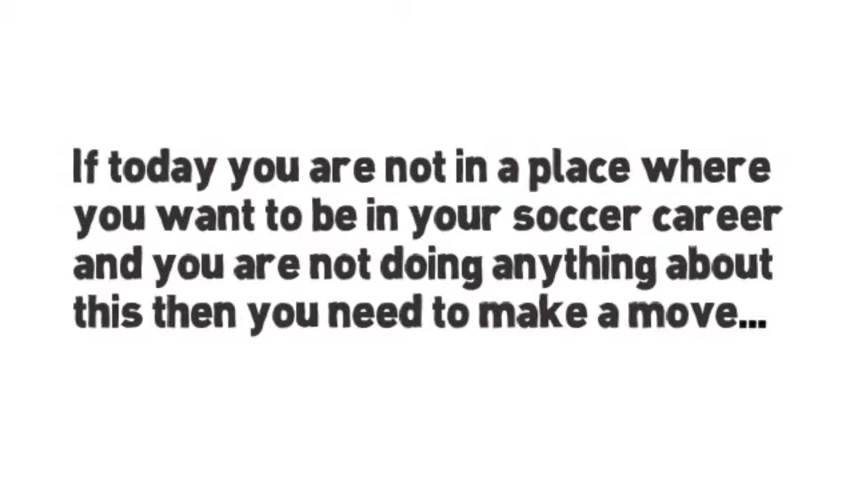 If today you are not in a place where
you want to be in your soccer career
and you are not doing anything about
this then you need to make a move...